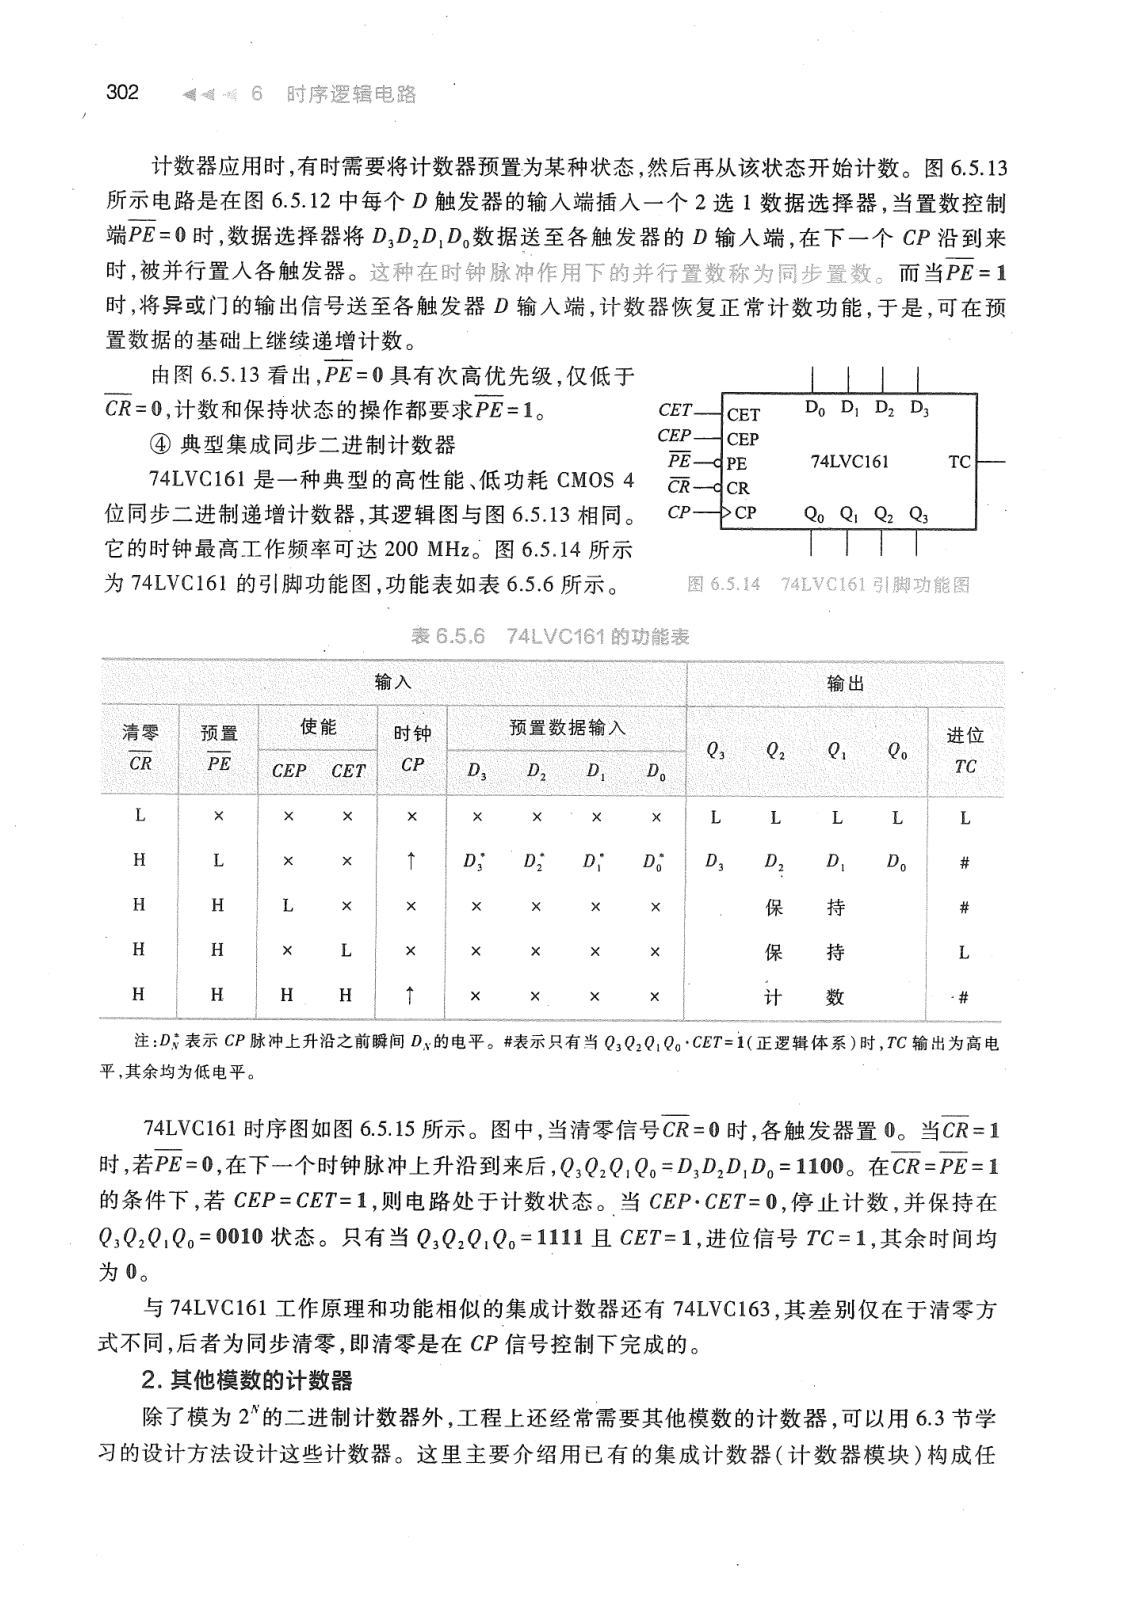 302 6 时序逻辑电路
计数器应用时,有时需要将计数器预置为某种状态,然后再从该状态开始计数。图 6.5.13
所示电路是在图 6.5.12 中每个 D 触发器的输入端插入一个 2 选 1 数据选择器,当置数控制
端P̅E̅=0 时,数据选择器将 D₃D₂D₁D₀数据送至各触发器的 D 输入端,在下一个 CP 沿到来
时,被并行置入各触发器。这种在时钟脉冲作用下的并行置数称为同步置数。而当P̅E̅=1
时,将异或门的输出信号送至各触发器 D 输入端,计数器恢复正常计数功能,于是,可在预
置数据的基础上继续递增计数。
由图 6.5.13 看出,P̅E̅=0 具有次高优先级,仅低于
C̅R̅=0,计数和保持状态的操作都要求P̅E̅=1。
④ 典型集成同步二进制计数器
74LVC161 是一种典型的高性能、低功耗 CMOS 4
位同步二进制递增计数器,其逻辑图与图 6.5.13 相同。
它的时钟最高工作频率可达 200 MHz。图 6.5.14 所示
为 74LVC161 的引脚功能图,功能表如表 6.5.6 所示。
CET CET D₀ D₁ D₂ D₃
CEP CEP
P̅E̅ PE 74LVC161 TC
C̅R̅ CR
CP CP Q₀ Q₁ Q₂ Q₃
图 6.5.14 74LVC161 引脚功能图
表 6.5.6 74LVC161 的功能表
输入 输出
清零 预置 使能 时钟 预置数据输入 进位
C̅R̅ P̅E̅ CEP CET CP D₃ D₂ D₁ D₀ Q₃ Q₂ Q₁ Q₀ TC
L × × × × × × × × L L L L L
H L × × ↑ D₃* D₂* D₁* D₀* D₃ D₂ D₁ D₀ #
H H L × × × × × × 保 持 #
H H × L × × × × × 保 持 L
H H H H ↑ × × × × 计 数 #
注:D_N* 表示 CP 脉冲上升沿之前瞬间 D_N的电平。#表示只有当 Q₃Q₂Q₁Q₀·CET=1(正逻辑体系)时,TC 输出为高电
平,其余均为低电平。
74LVC161 时序图如图 6.5.15 所示。图中,当清零信号C̅R̅=0 时,各触发器置 0。当C̅R̅=1
时,若P̅E̅=0,在下一个时钟脉冲上升沿到来后,Q₃Q₂Q₁Q₀=D₃D₂D₁D₀=1100。在C̅R̅=P̅E̅=1
的条件下,若 CEP=CET=1,则电路处于计数状态。当 CEP·CET=0,停止计数,并保持在
Q₃Q₂Q₁Q₀=0010 状态。只有当 Q₃Q₂Q₁Q₀=1111 且 CET=1,进位信号 TC=1,其余时间均
为 0。
与 74LVC161 工作原理和功能相似的集成计数器还有 74LVC163,其差别仅在于清零方
式不同,后者为同步清零,即清零是在 CP 信号控制下完成的。
2. 其他模数的计数器
除了模为 2ᴺ的二进制计数器外,工程上还经常需要其他模数的计数器,可以用 6.3 节学
习的设计方法设计这些计数器。这里主要介绍用已有的集成计数器(计数器模块)构成任